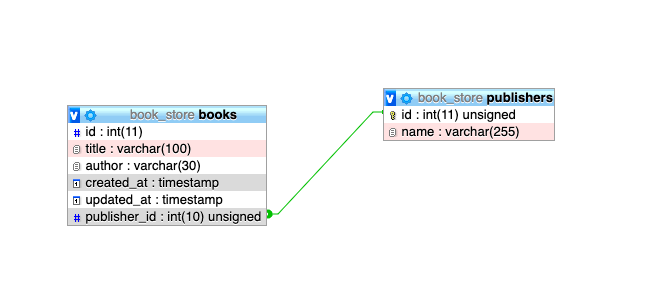 book_store books
# id : int(11)
title : varchar(100)
author : varchar(30)
created_at : timestamp
updated_at : timestamp
# publisher_id : int(10) unsigned
book_store publishers
id : int(11) unsigned
name : varchar(255)